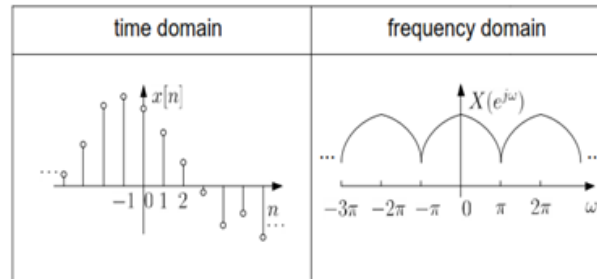 time domain
frequency domain
x[n]
...
−1 0 1 2
n
...
X(e^{jω})
... ...
−3π −2π −π 0 π 2π ω